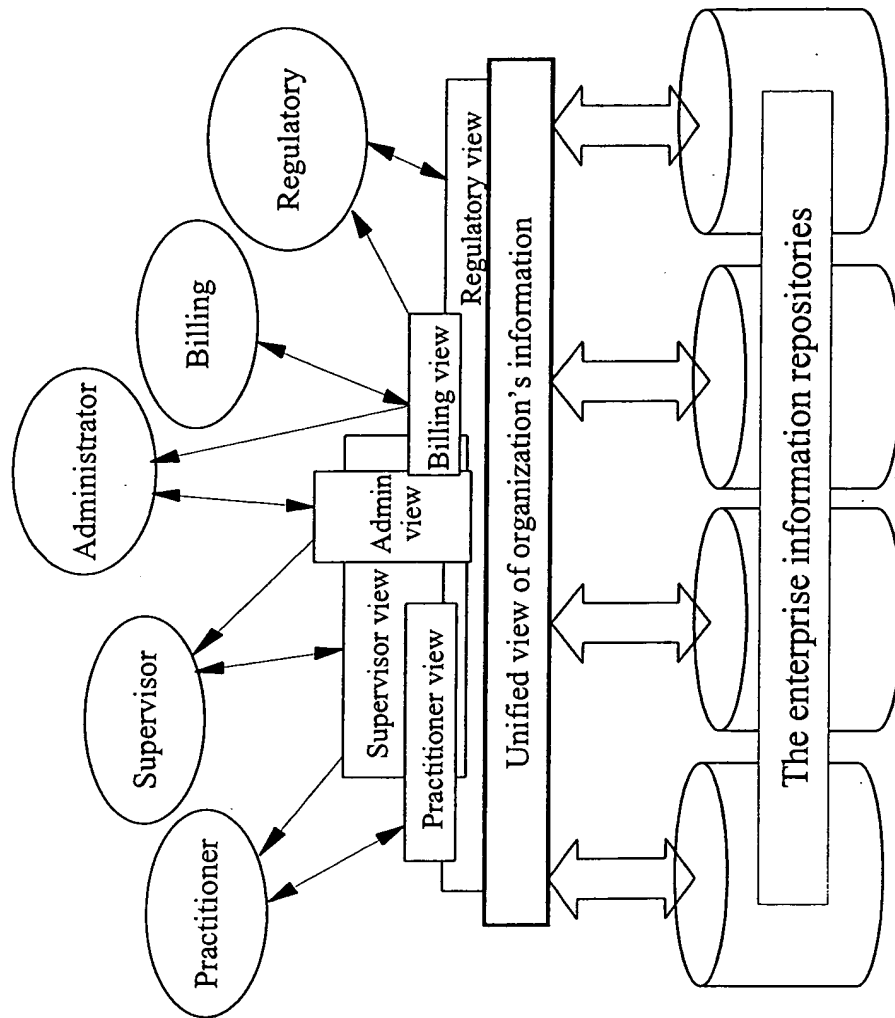 Practitioner
Supervisor
Administrator
Billing
Regulatory
Supervisor view
Admin
view
Practitioner view
Billing view
Regulatory view
Unified view of organization's information
The enterprise information repositories